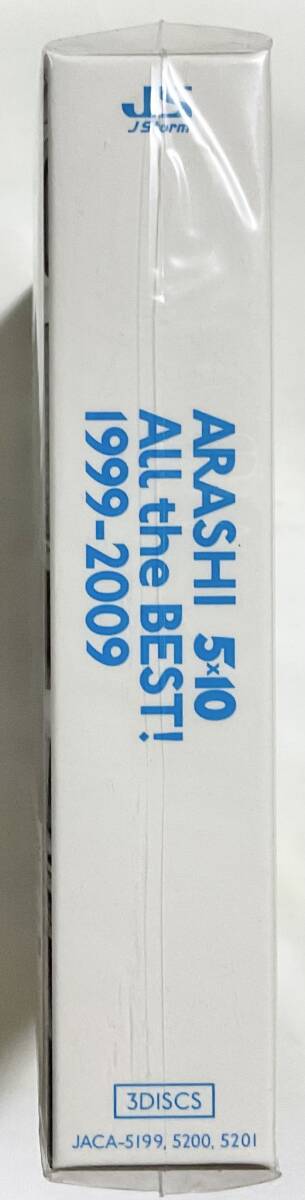 JS
J Storm
ARASHI 5×10
All the BEST!
1999-2009
3DISCS
JACA-5199, 5200, 5201